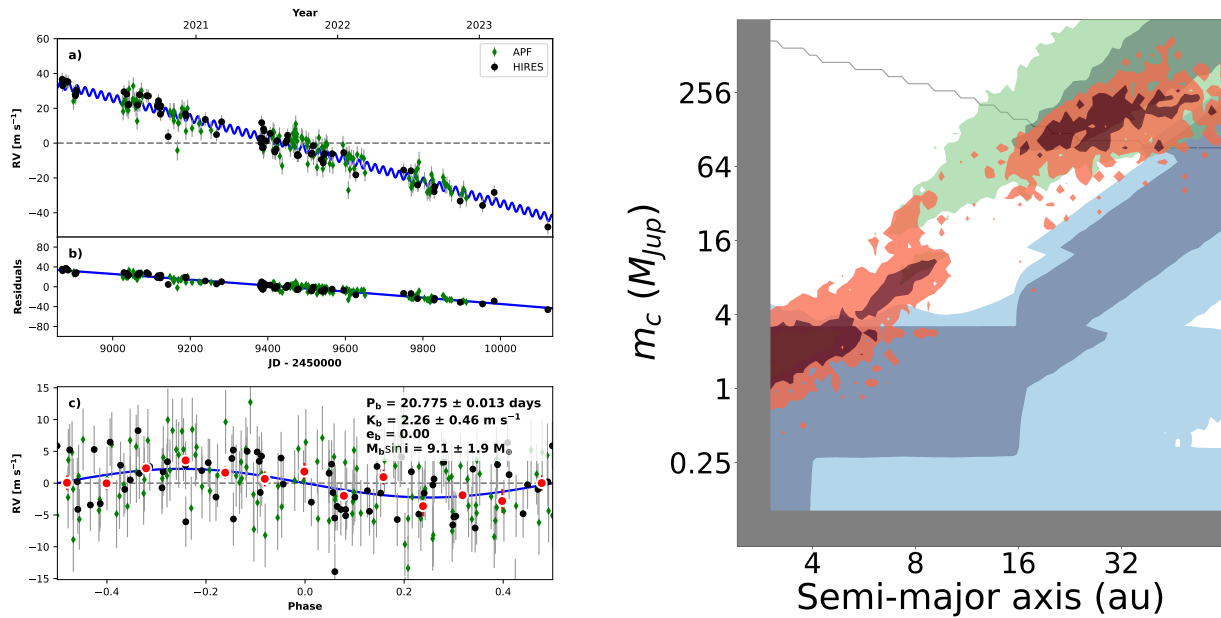 Year
2021 2022 2023
a)
APF
HIRES
60
40
20
0
−20
−40
RV [m s⁻¹]
b)
80
40
0
−40
−80
Residuals
9000 9200 9400 9600 9800 10000
JD - 2450000
c)
P_b = 20.775 ± 0.013 days
K_b = 2.26 ± 0.46 m s⁻¹
e_b = 0.00
M_b sin i = 9.1 ± 1.9 M_⊕
15
10
5
0
−5
−10
−15
RV [m s⁻¹]
−0.4 −0.2 0.0 0.2 0.4
Phase
256
64
16
4
1
0.25
m_c (M_Jup)
4 8 16 32
Semi-major axis (au)